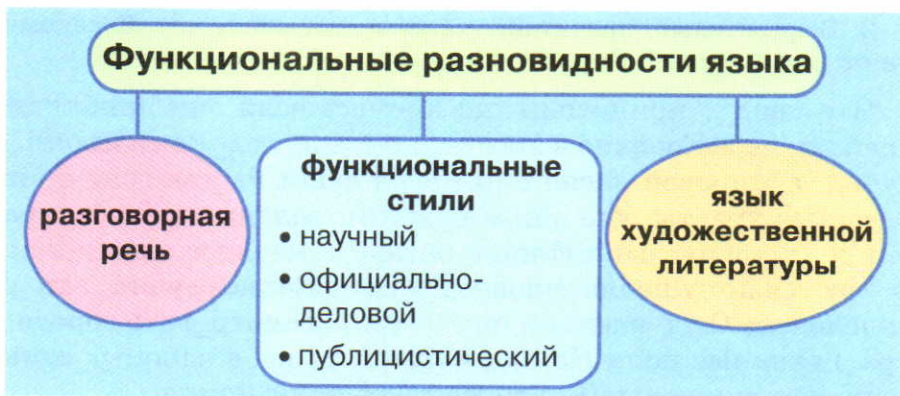 Функциональные разновидности языка
разговорная
речь
функциональные
стили
• научный
• официально-
деловой
• публицистический
язык
художественной
литературы